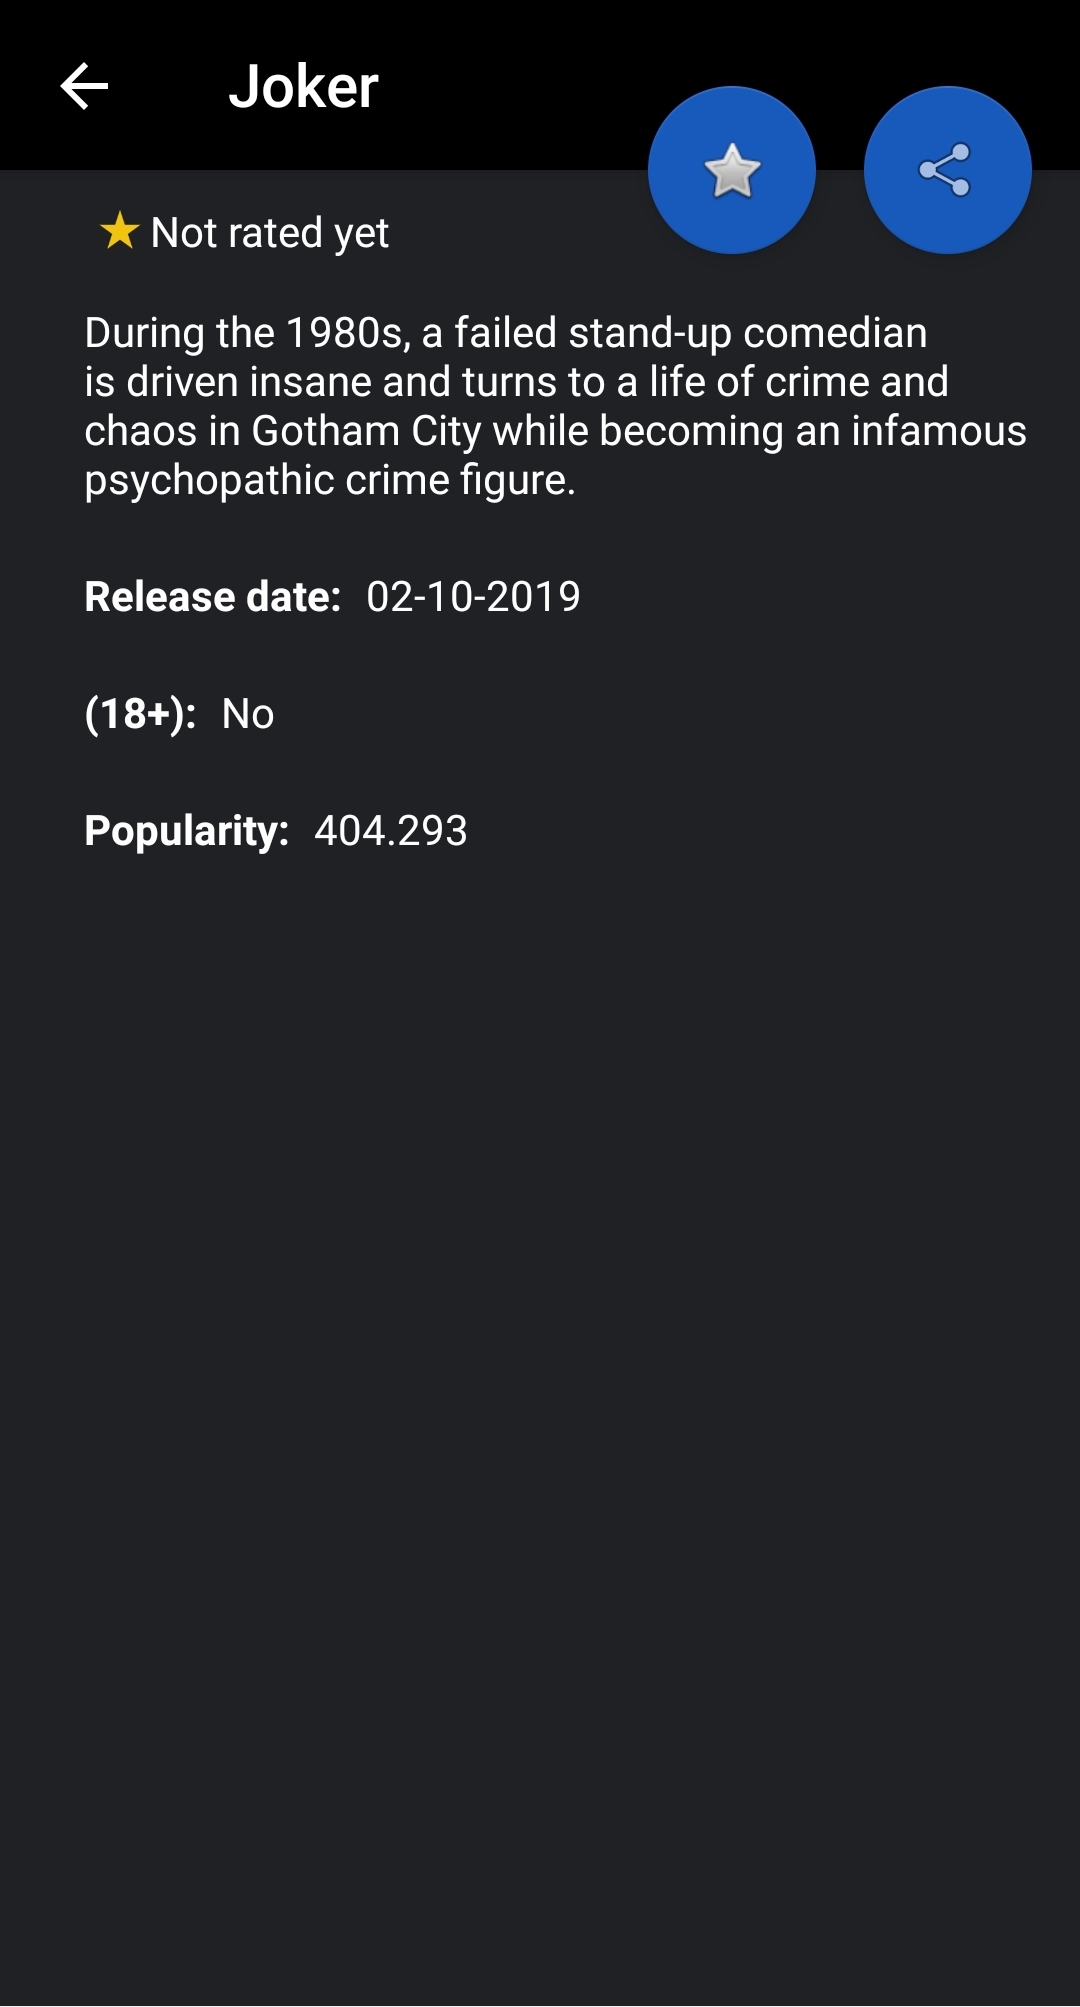 Joker
Not rated yet
During the 1980s, a failed stand-up comedian
is driven insane and turns to a life of crime and
chaos in Gotham City while becoming an infamous
psychopathic crime figure.
Release date: 02-10-2019
(18+): No
Popularity: 404.293